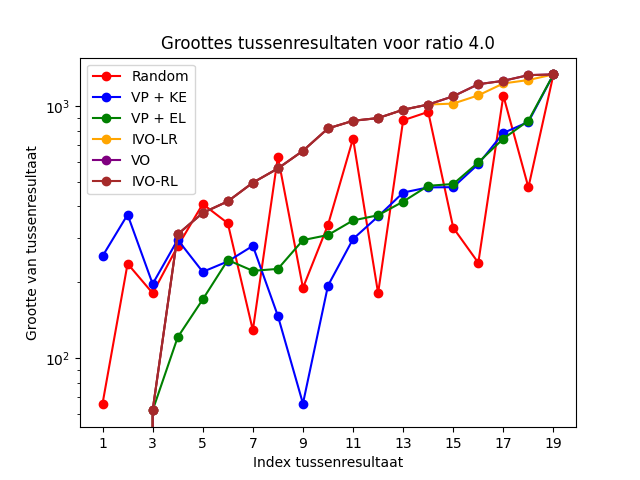 Groottes tussenresultaten voor ratio 4.0
Random
VP + KE
VP + EL
IVO-LR
VO
IVO-RL
10³
10²
Grootte van tussenresultaat
1 3 5 7 9 11 13 15 17 19
Index tussenresultaat